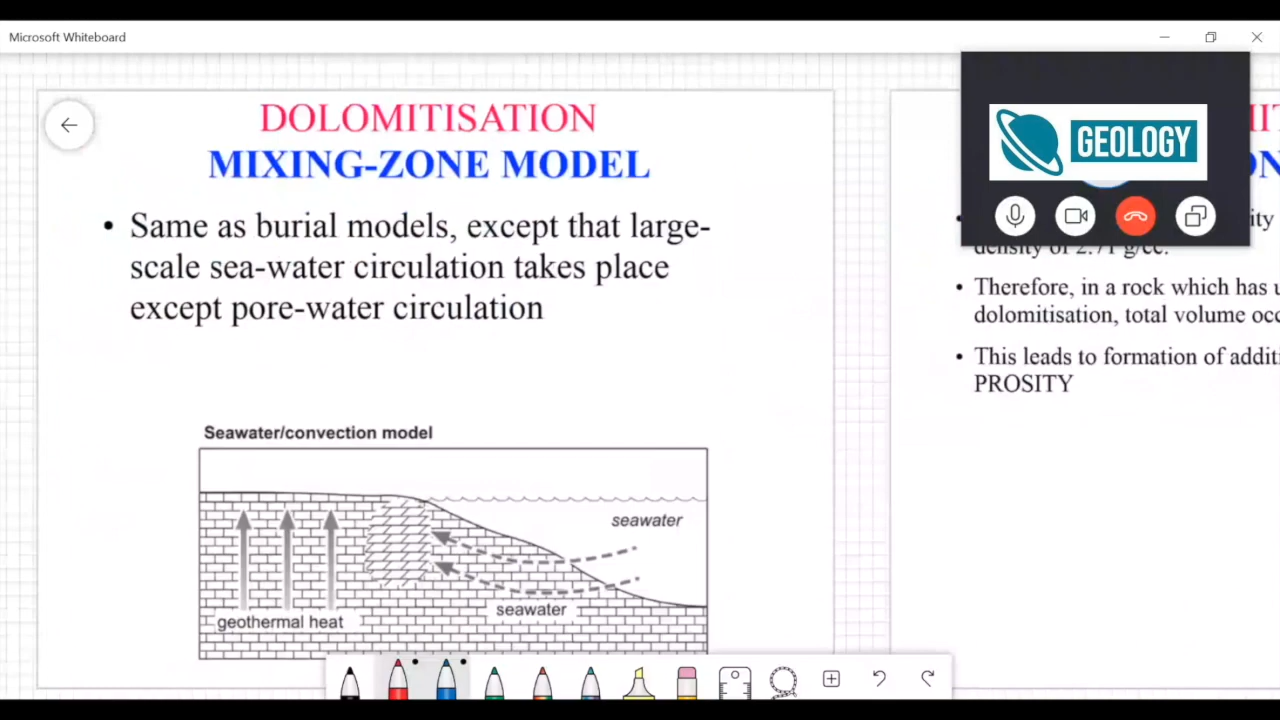 Microsoft Whiteboard
DOLOMITISATION
MIXING-ZONE MODEL
• Same as burial models, except that large-
scale sea-water circulation takes place
except pore-water circulation
Seawater/convection model
seawater
seawater
geothermal heat
GEOLOGY
density of 2.71 g/cc.
• Therefore, in a rock which has
dolomitisation, total volume
• This leads to formation of
PROSITY